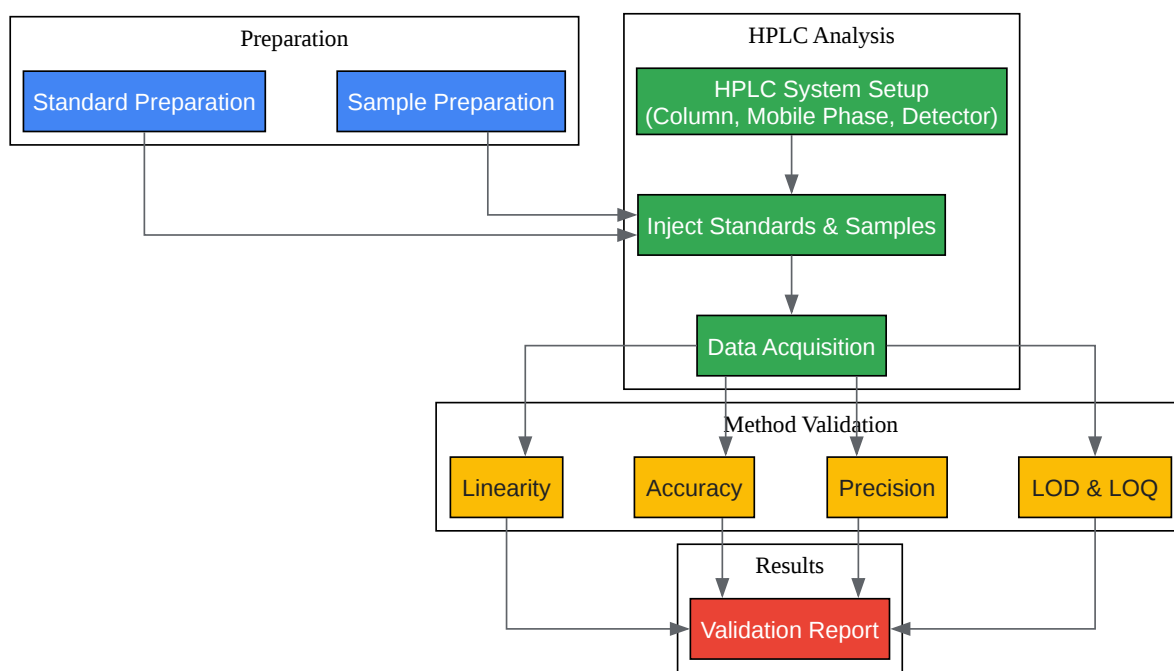 Preparation
Standard Preparation
Sample Preparation
HPLC Analysis
HPLC System Setup
(Column, Mobile Phase, Detector)
Inject Standards & Samples
Data Acquisition
Method Validation
Linearity
Accuracy
Precision
LOD & LOQ
Results
Validation Report